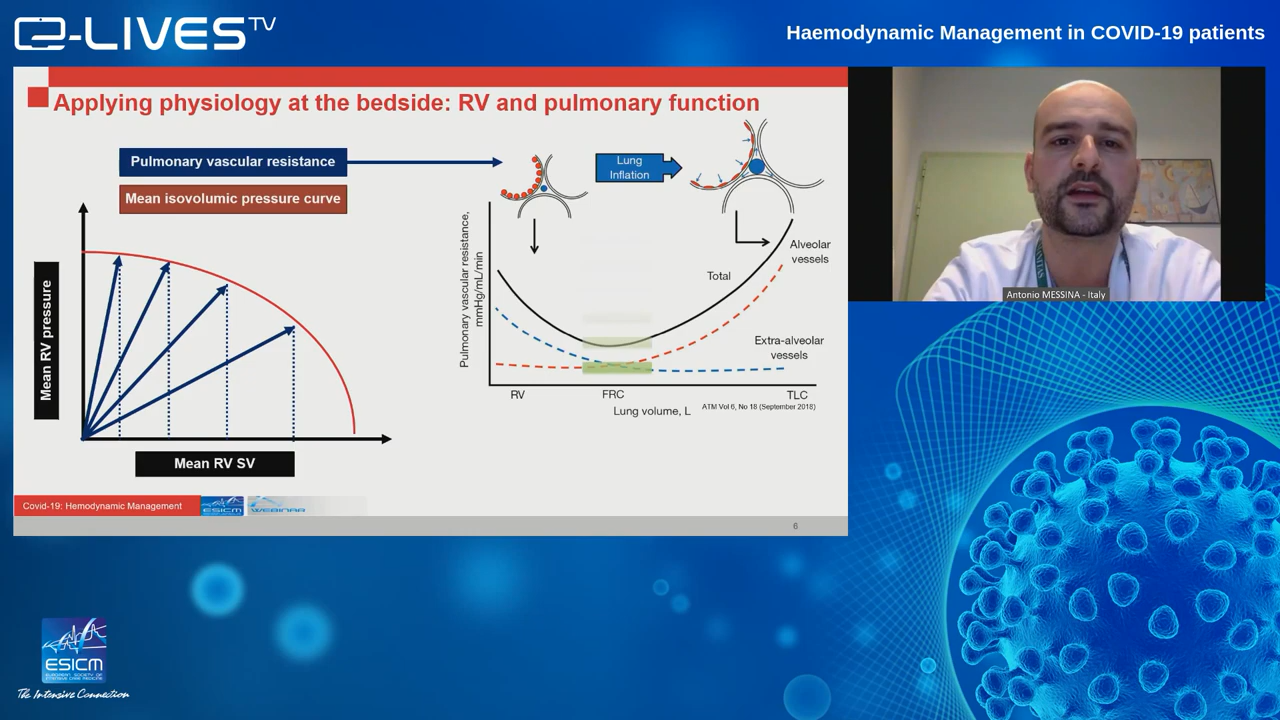 e-LIVES TV
Haemodynamic Management in COVID-19 patients
Applying physiology at the bedside: RV and pulmonary function
Pulmonary vascular resistance
Mean isovolumic pressure curve
Lung
Inflation
Mean RV pressure
Mean RV SV
Pulmonary vascular resistance,
mmHg/mL/min
Alveolar
vessels
Total
Extra-alveolar
vessels
RV
FRC
TLC
Lung volume, L
ATM Vol 6, No 18 (September 2018)
Covid-19: Hemodynamic Management
ESICM
WEBINAR
6
Antonio MESSINA - Italy
ESICM
EUROPEAN SOCIETY OF
INTENSIVE CARE MEDICINE
The Intensive Connection